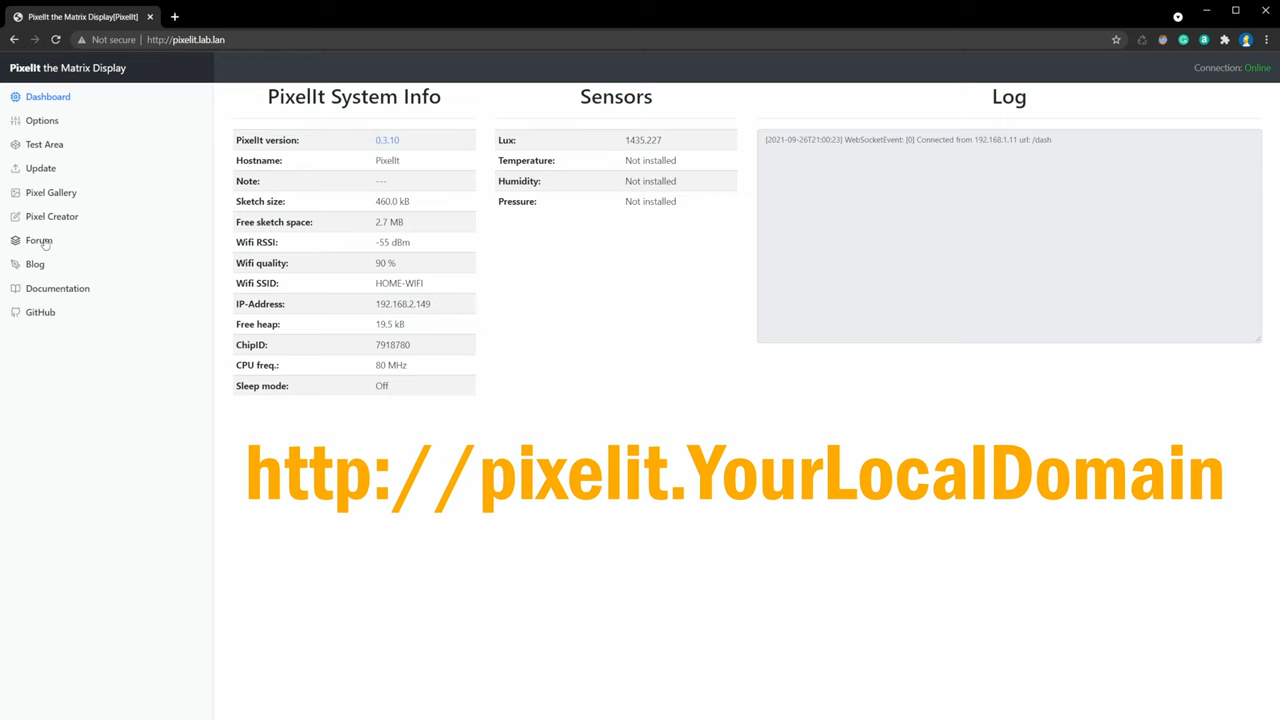 PixelIt the Matrix Display[PixelIt]
Not secure
http://pixelit.lab.lan
PixelIt the Matrix Display
Connection: Online
Dashboard
Options
Test Area
Update
Pixel Gallery
Pixel Creator
Forum
Blog
Documentation
GitHub
PixelIt System Info
PixelIt version: 0.3.10
Hostname: PixelIt
Note: ---
Sketch size: 460.0 kB
Free sketch space: 2.7 MB
Wifi RSSI: -55 dBm
Wifi quality: 90 %
Wifi SSID: HOME-WIFI
IP-Address: 192.168.2.149
Free heap: 19.5 kB
ChipID: 7918780
CPU freq.: 80 MHz
Sleep mode: Off
Sensors
Lux: 1435.227
Temperature: Not installed
Humidity: Not installed
Pressure: Not installed
Log
[2021-09-26T21:00:23] WebSocketEvent: [0] Connected from 192.168.1.11 url: /dash
http://pixelit.YourLocalDomain